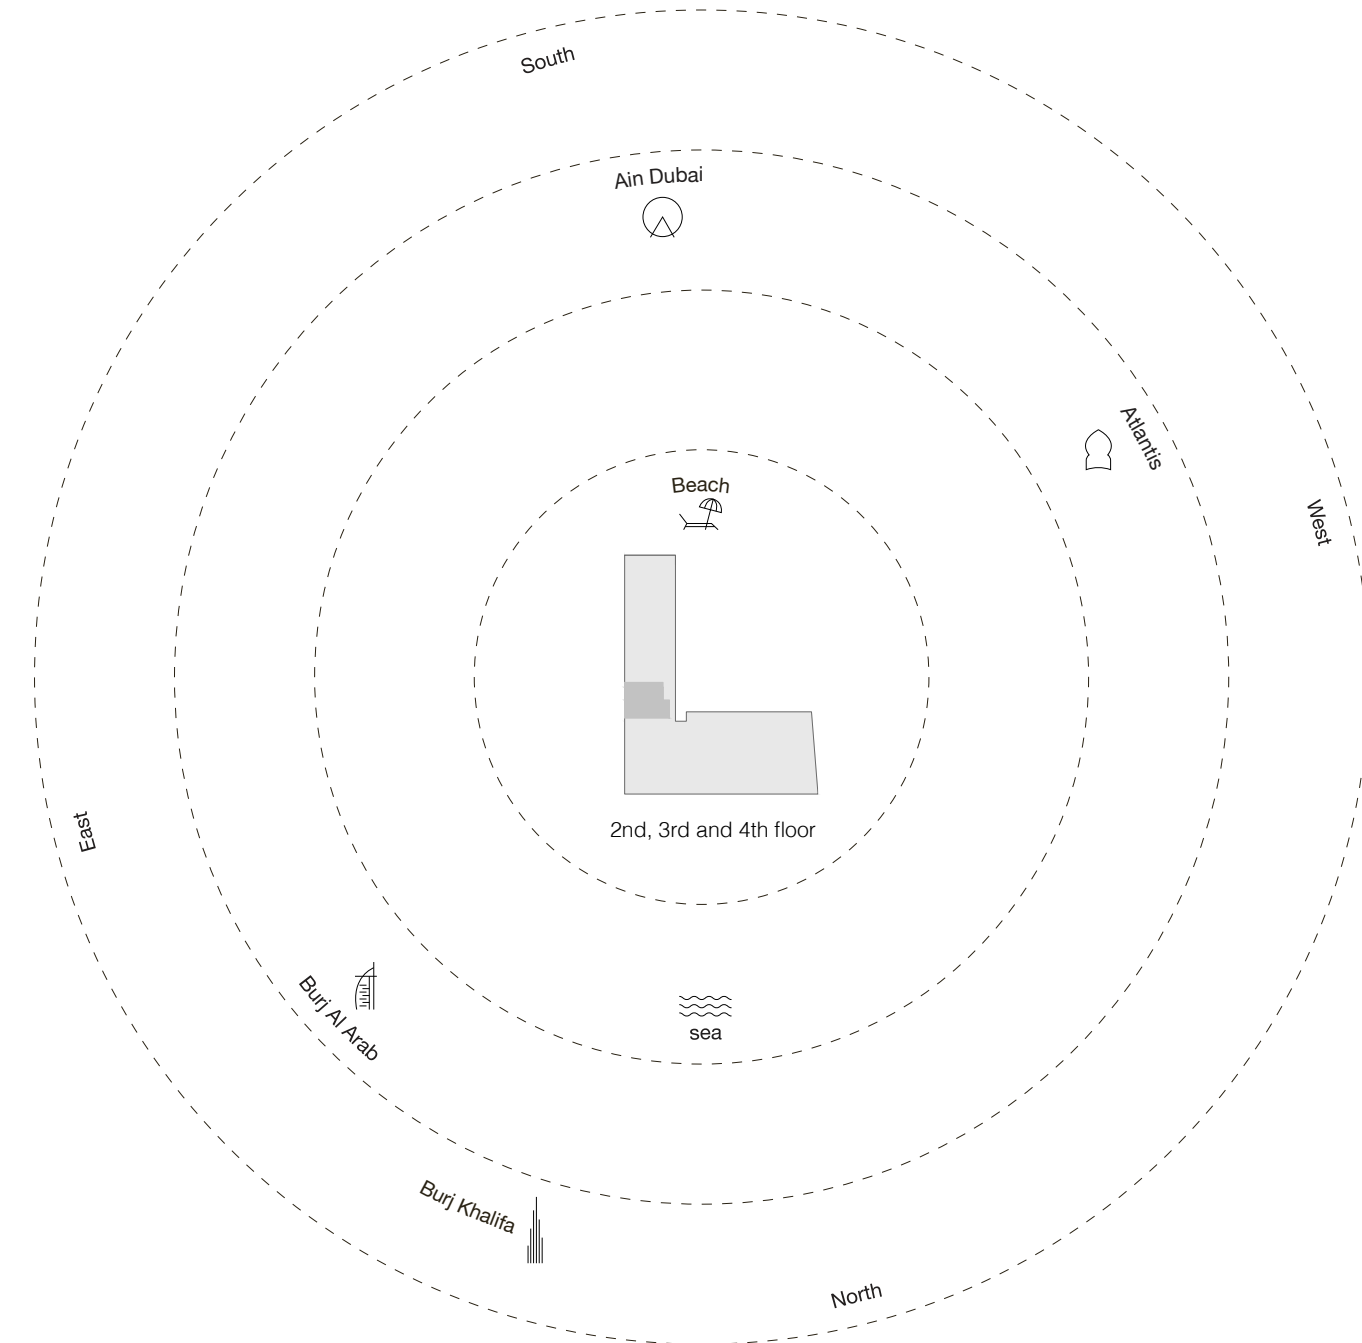 South
Ain Dubai
Atlantis
Beach
West
2nd, 3rd and 4th floor
East
Burj Al Arab
sea
Burj Khalifa
North